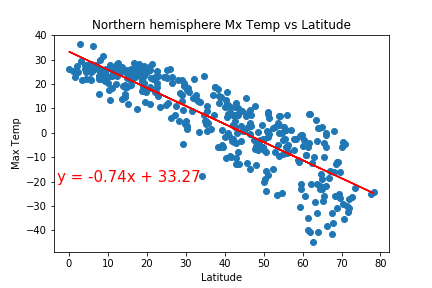 Northern hemisphere Mx Temp vs Latitude
Max Temp
40
30
20
10
0
−10
−20
−30
−40
y = -0.74x + 33.27
0 10 20 30 40 50 60 70 80
Latitude